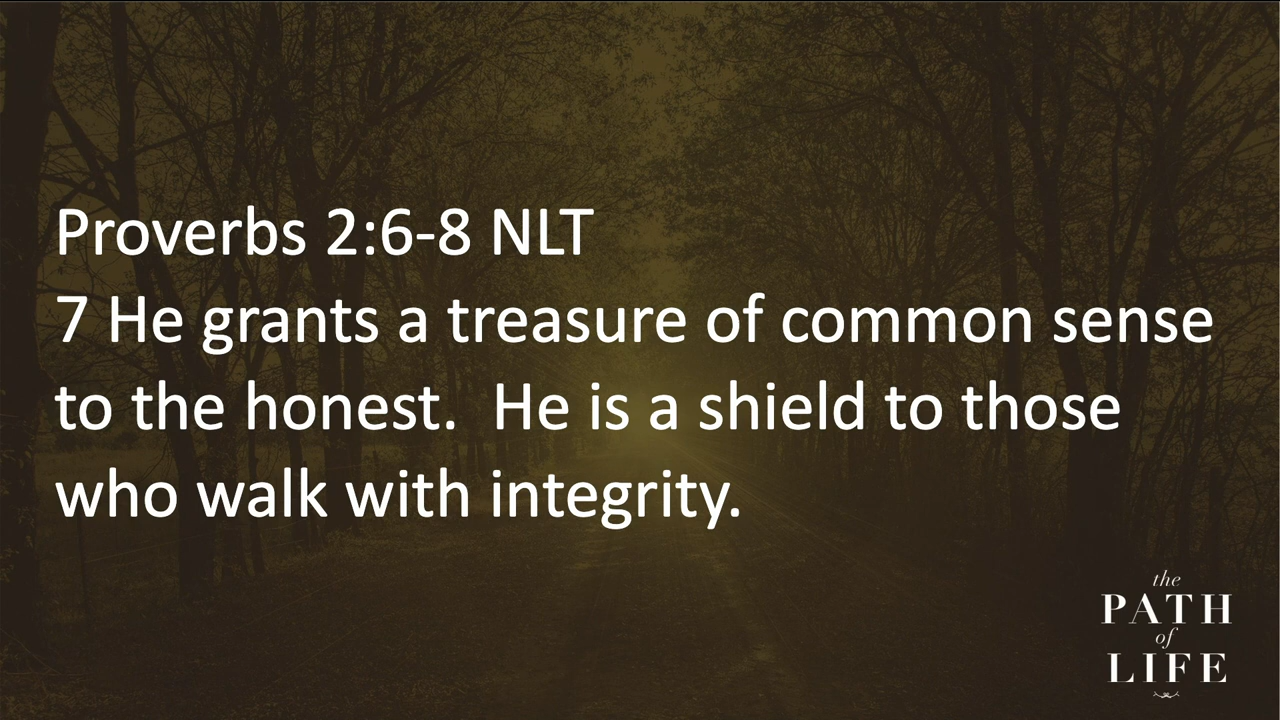 Proverbs 2:6-8 NLT
7 He grants a treasure of common sense
to the honest.  He is a shield to those
who walk with integrity.
the
PATH
of
LIFE